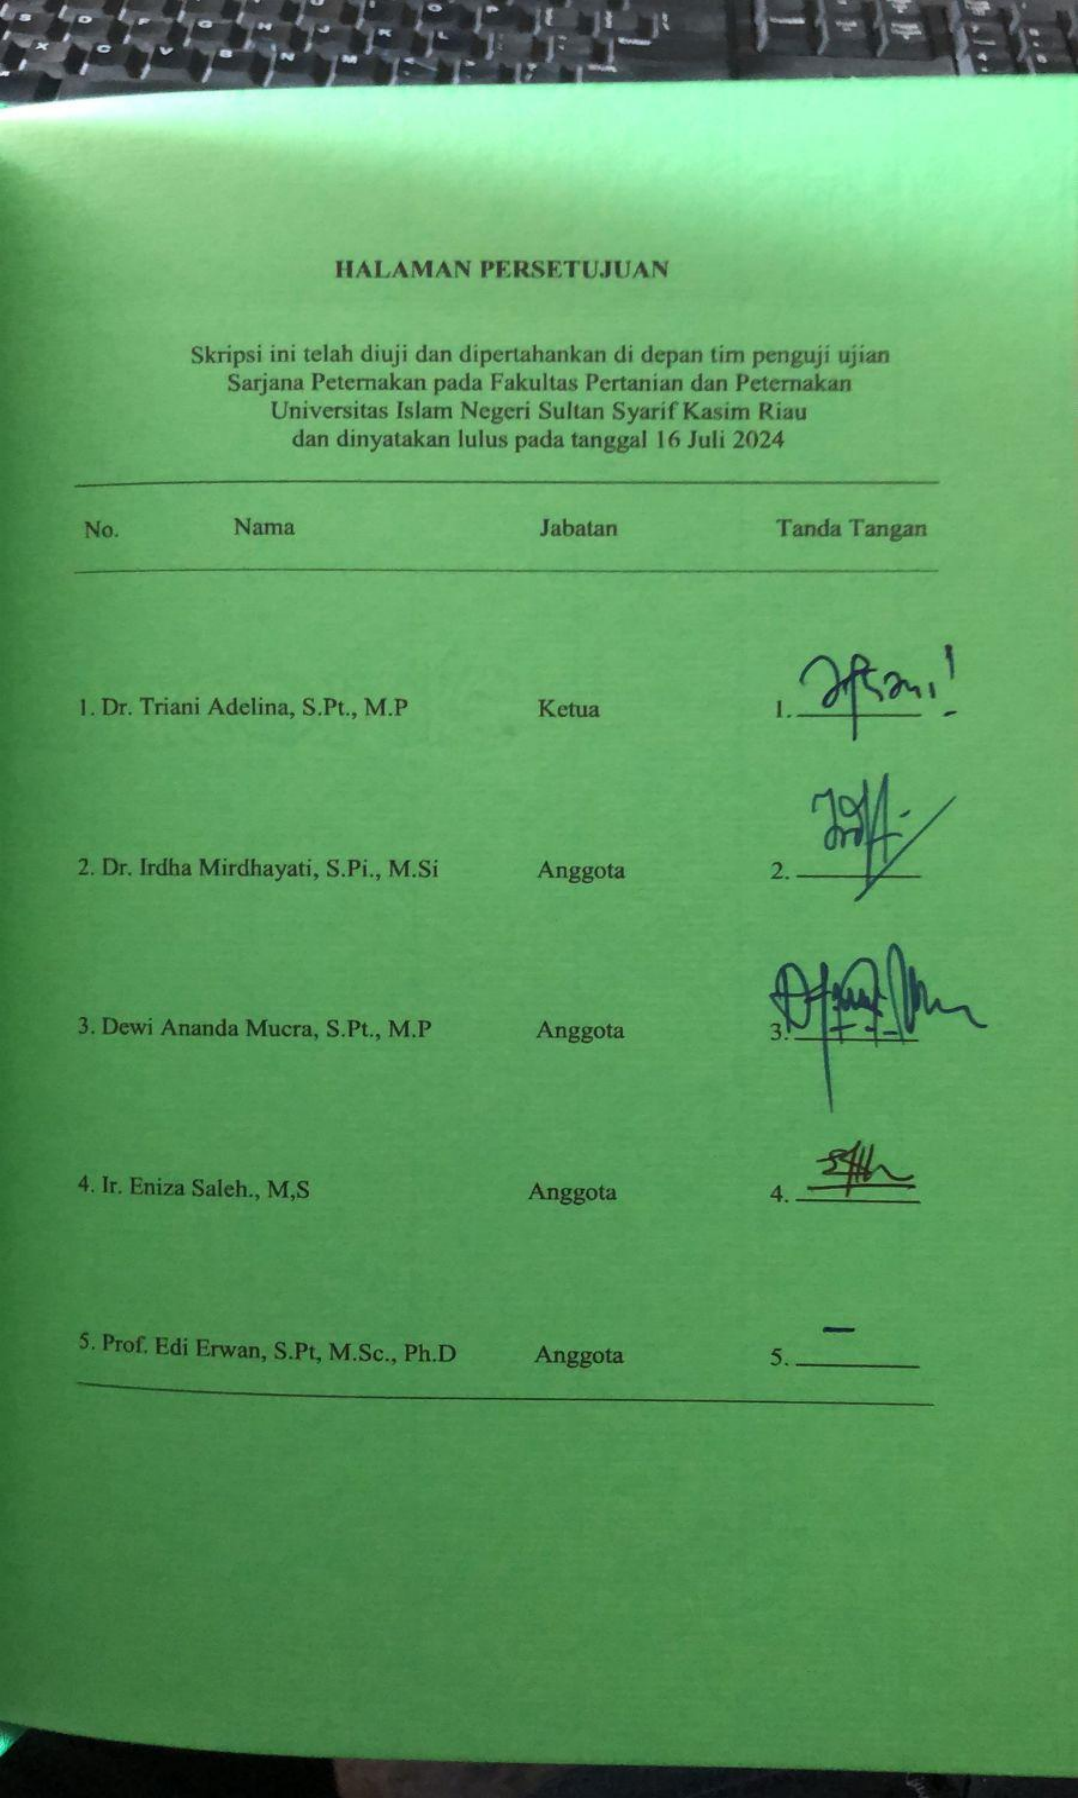 HALAMAN PERSETUJUAN
Skripsi ini telah diuji dan dipertahankan di depan tim penguji ujian
Sarjana Peternakan pada Fakultas Pertanian dan Peternakan
Universitas Islam Negeri Sultan Syarif Kasim Riau
dan dinyatakan lulus pada tanggal 16 Juli 2024
No. Nama Jabatan Tanda Tangan
1. Dr. Triani Adelina, S.Pt., M.P Ketua 1.
2. Dr. Irdha Mirdhayati, S.Pi., M.Si Anggota 2.
3. Dewi Ananda Mucra, S.Pt., M.P Anggota 3.
4. Ir. Eniza Saleh., M,S Anggota 4.
5. Prof. Edi Erwan, S.Pt, M.Sc., Ph.D Anggota 5.